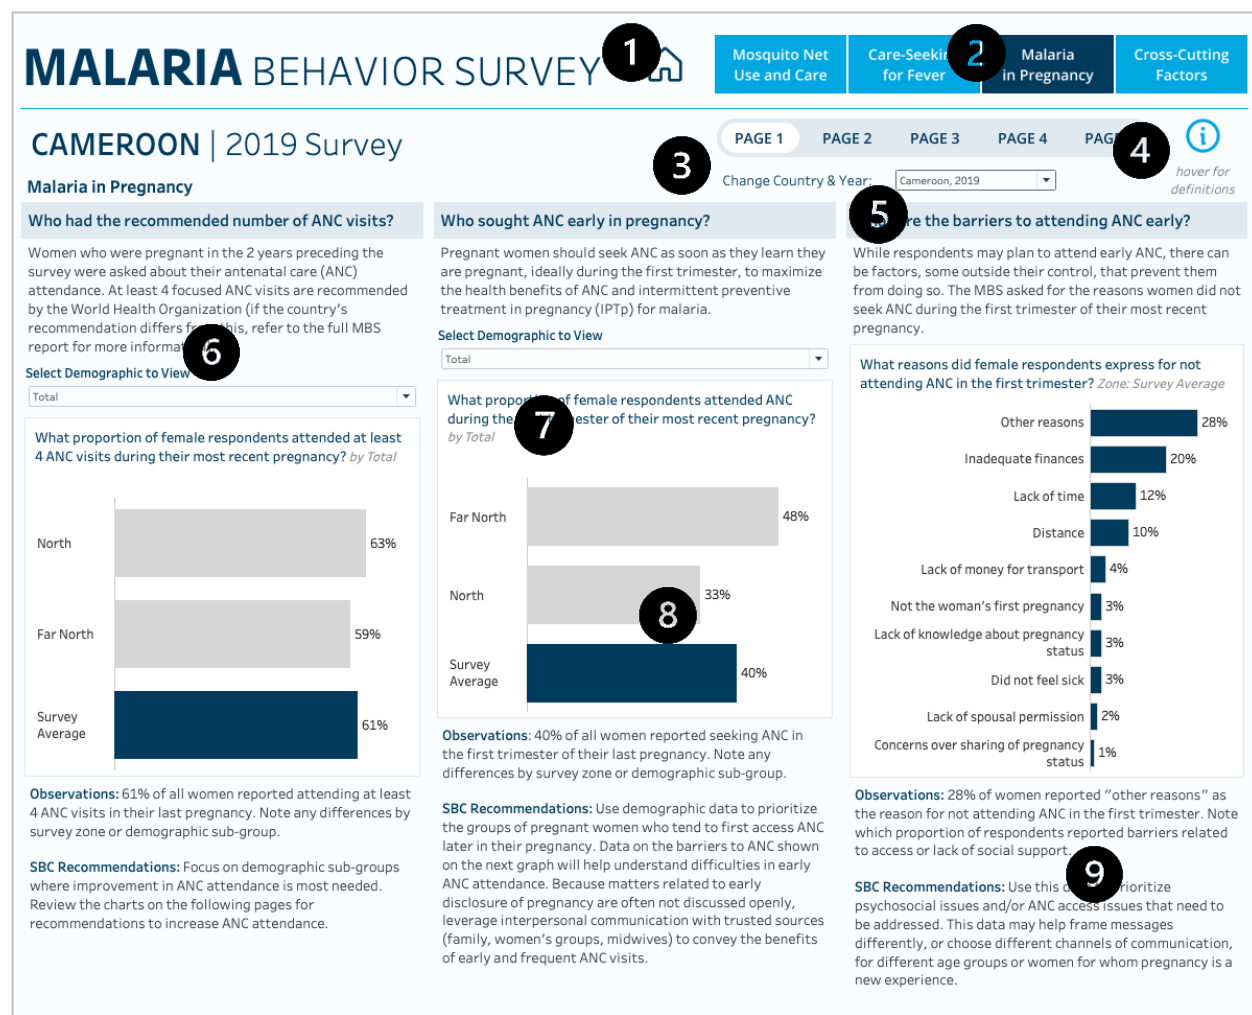 MALARIA BEHAVIOR SURVEY
1
Mosquito Net
Use and Care
for Fever
2
Malaria
in Pregnancy
Cross-Cutting
Factors
CAMEROON | 2019 Survey
3
PAGE 1
PAGE 2
PAGE 3
PAGE 4
4
i
hover for
definitions
Change Country & Year:
Cameroon, 2019
Malaria in Pregnancy
Who had the recommended number of ANC visits?
Women who were pregnant in the 2 years preceding the
survey were asked about their antenatal care (ANC)
attendance. At least 4 focused ANC visits are recommended
by the World Health Organization (if the country's
recommendation differs from this, refer to the full MBS
report for more
6
Select Demographic to View
Total
What proportion of female respondents attended at least
4 ANC visits during their most recent pregnancy? by Total
North
63%
Far North
59%
Survey
Average
61%
Observations: 61% of all women reported attending at least
4 ANC visits in their last pregnancy. Note any differences by
survey zone or demographic sub-group.
SBC Recommendations: Focus on demographic sub-groups
where improvement in ANC attendance is most needed.
Review the charts on the following pages for
recommendations to increase ANC attendance.
Who sought ANC early in pregnancy?
Pregnant women should seek ANC as soon as they learn they
are pregnant, ideally during the first trimester, to maximize
the health benefits of ANC and intermittent preventive
treatment in pregnancy (IPTp) for malaria.
Select Demographic to View
Total
What proportion of female respondents attended ANC
during the of their most recent pregnancy?
by Total
7
Far North
48%
North
33%
8
Survey
Average
40%
Observations: 40% of all women reported seeking ANC in
the first trimester of their last pregnancy. Note any
differences by survey zone or demographic sub-group.
SBC Recommendations: Use demographic data to prioritize
the groups of pregnant women who tend to first access ANC
later in their pregnancy. Data on the barriers to ANC shown
on the next graph will help understand difficulties in early
ANC attendance. Because matters related to early
disclosure of pregnancy are often not discussed openly,
leverage interpersonal communication with trusted sources
(family, women's groups, midwives) to convey the benefits
of early and frequent ANC visits.
5
the barriers to attending ANC early?
While respondents may plan to attend early ANC, there can
be factors, some outside their control, that prevent them
from doing so. The MBS asked for the reasons women did not
seek ANC during the first trimester of their most recent
pregnancy.
What reasons did female respondents express for not
attending ANC in the first trimester? Zone: Survey Average
Other reasons 28%
Inadequate finances 20%
Lack of time 12%
Distance 10%
Lack of money for transport 4%
Not the woman's first pregnancy 3%
Lack of knowledge about pregnancy
status 3%
Did not feel sick 3%
Lack of spousal permission 2%
Concerns over sharing of pregnancy
status 1%
Observations: 28% of women reported "other reasons" as
the reason for not attending ANC in the first trimester. Note
which proportion of respondents reported barriers related
to access or lack of social support.
9
SBC Recommendations: Use this prioritize
psychosocial issues and/or ANC access issues that need to
be addressed. This data may help frame messages
differently, or choose different channels of communication,
for different age groups or women for whom pregnancy is a
new experience.